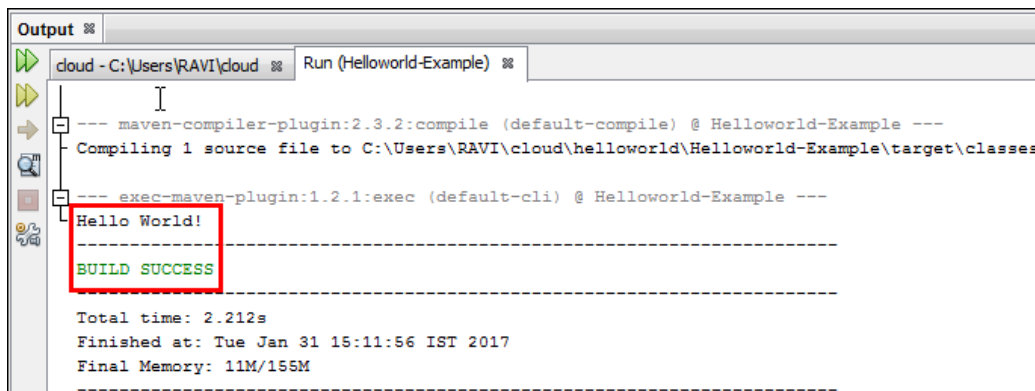 Output
cloud - C:\Users\RAVI\cloud Run (Helloworld-Example)
--- maven-compiler-plugin:2.3.2:compile (default-compile) @ Helloworld-Example ---
Compiling 1 source file to C:\Users\RAVI\cloud\helloworld\Helloworld-Example\target\classes
--- exec-maven-plugin:1.2.1:exec (default-cli) @ Helloworld-Example ---
Hello World!
------------------------------------------------------------------------
BUILD SUCCESS
------------------------------------------------------------------------
Total time: 2.212s
Finished at: Tue Jan 31 15:11:56 IST 2017
Final Memory: 11M/155M
------------------------------------------------------------------------